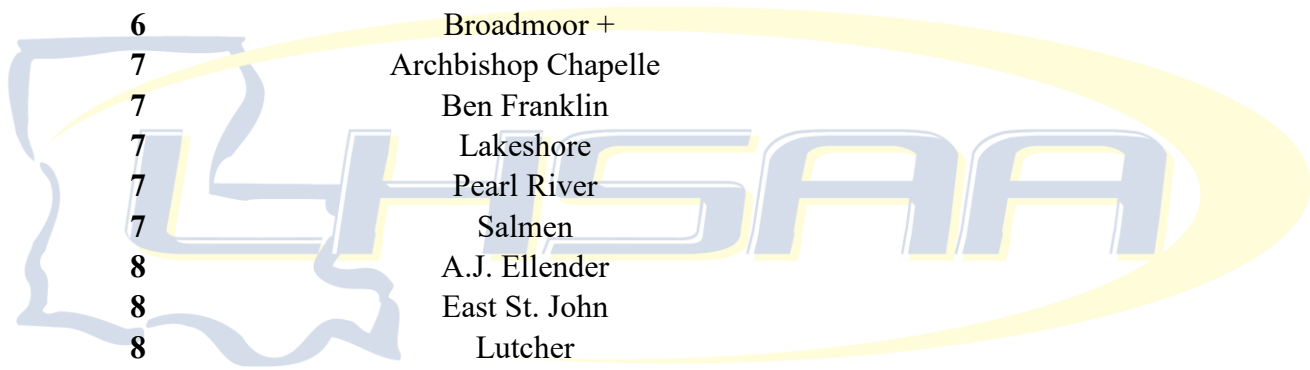 6 Broadmoor +
7 Archbishop Chapelle
7 Ben Franklin
7 Lakeshore
7 Pearl River
7 Salmen
8 A.J. Ellender
8 East St. John
8 Lutcher
LHSAA